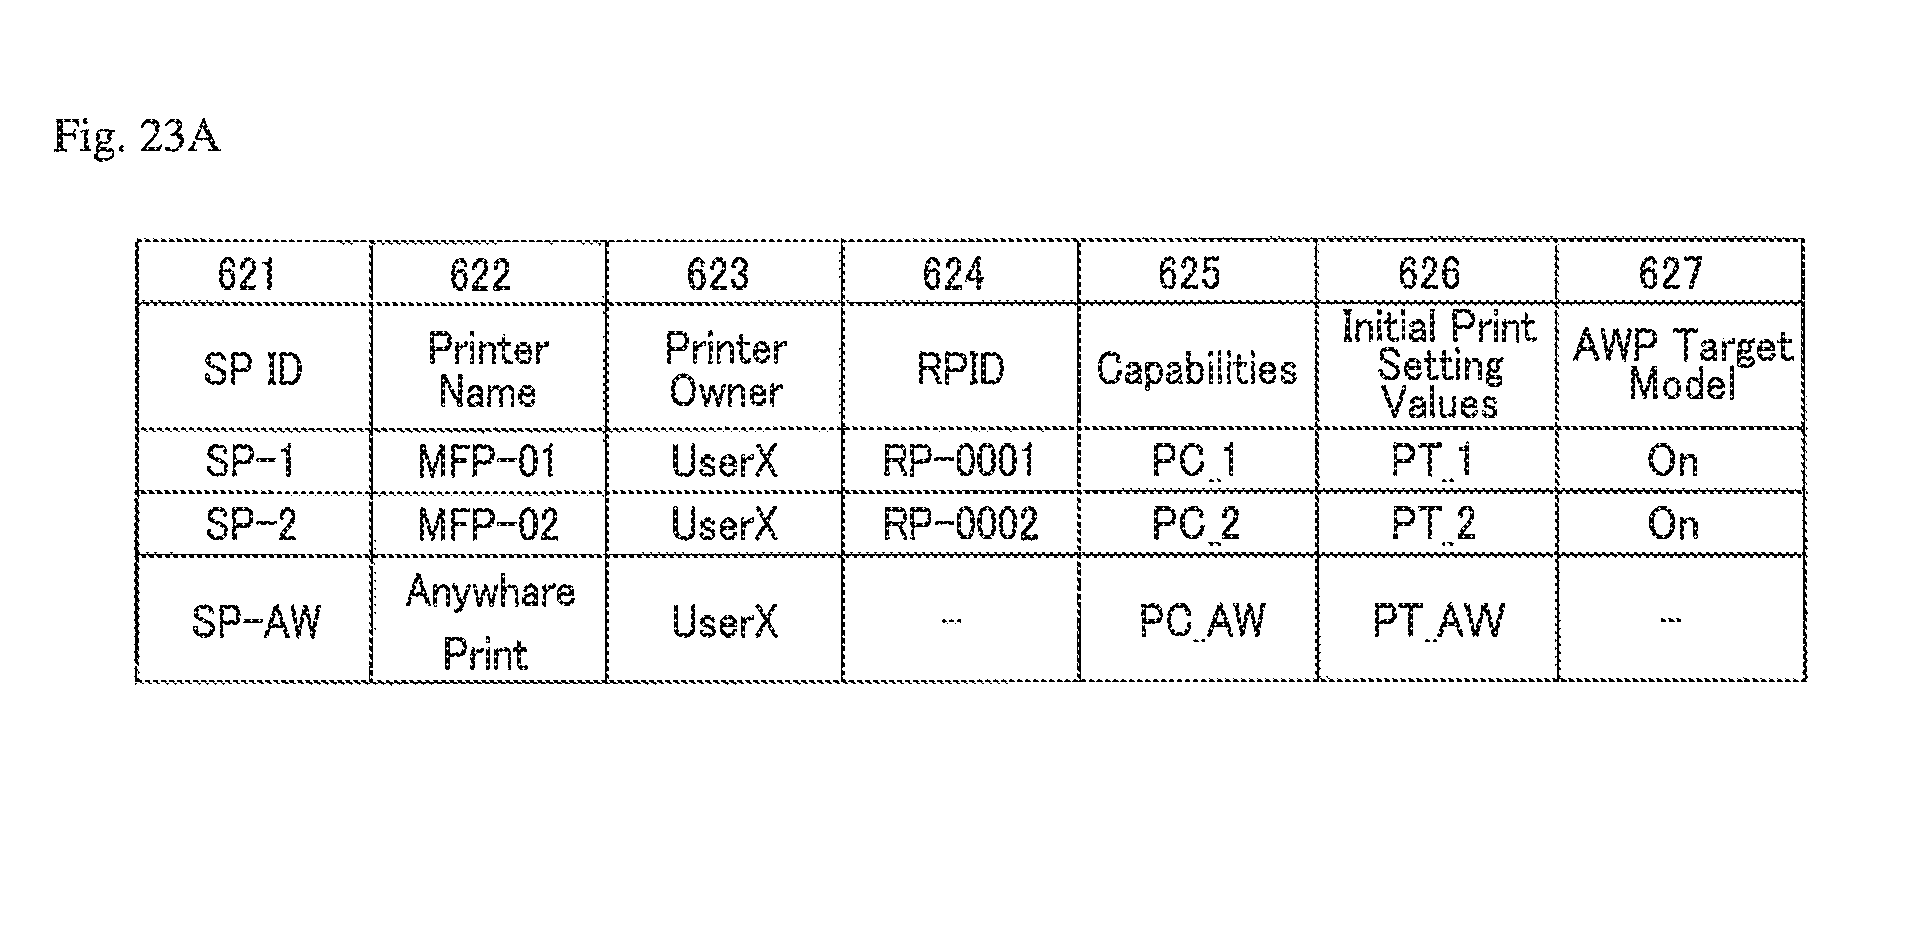 Fig. 23A
621 622 623 624 625 626 627
SP ID Printer Name Printer Owner RPID Capabilities Initial Print Setting Values AWP Target Model
SP-1 MFP-01 UserX RP-0001 PC_1 PT_1 On
SP-2 MFP-02 UserX RP-0002 PC_2 PT_2 On
SP-AW Anywhare Print UserX … PC_AW PT_AW …